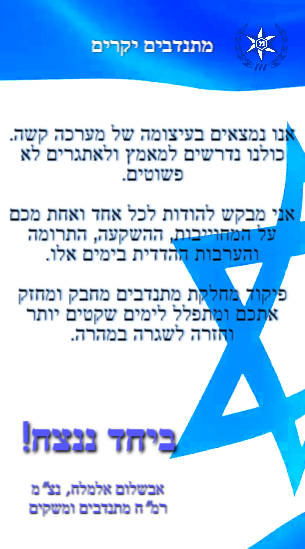 מתנדבים יקרים
אנו נמצאים בעיצומה של מערכה קשה.
כולנו נדרשים למאמץ ולאתגרים לא
פשוטים.
אני מבקש להודות לכל אחד ואחת מכם
על המחוייבות, ההשקעה, התרומה
והערבות ההדדית בימים אלו.
פיקוד מחלקת מתנדבים מחבק ומחזק
אתכם ומתפלל לימים שקטים יותר
וחזרה לשגרה במהרה.
ביחד ננצח!
אבשלום אלמלח, נצ"מ
רמ"ח מתנדבים ומשקים